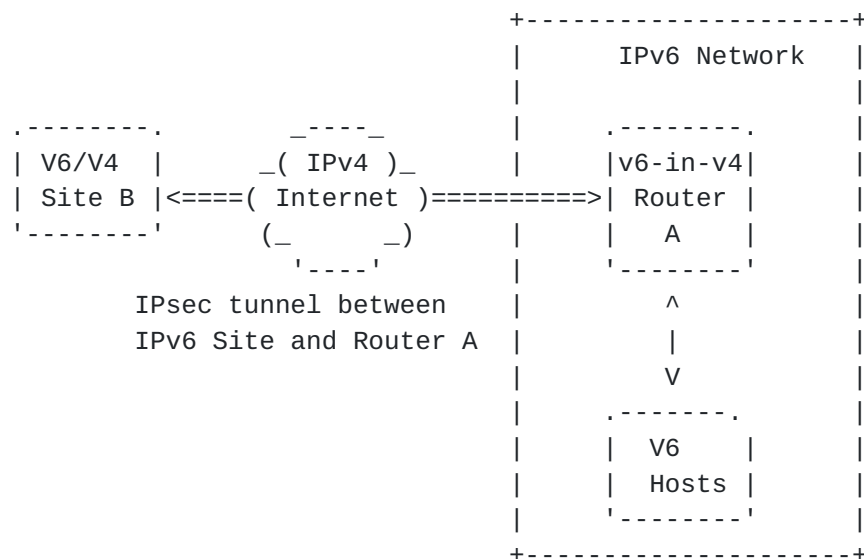 IPv6 Network
V6/V4
Site B
IPv4
Internet
v6-in-v4
Router
A
IPsec tunnel between
IPv6 Site and Router A
V6
Hosts